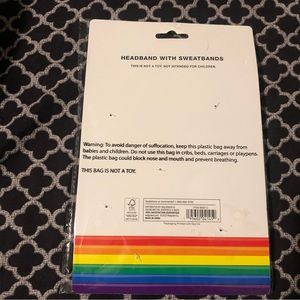 HEADBAND WITH SWEATBANDS
THIS IS NOT A TOY. NOT INTENDED FOR CHILDREN.
Warning: To avoid danger of suffocation, keep this plastic bag away from
babies and children. Do not use this bag in cribs, beds, carriages or playpens.
The plastic bag could block nose and mouth and prevent breathing.
THIS BAG IS NOT A TOY.